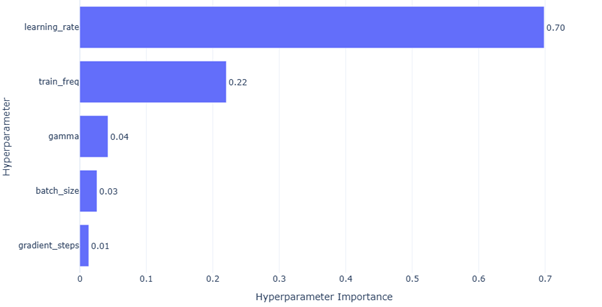 Hyperparameter
learning_rate 0.70
train_freq 0.22
gamma 0.04
batch_size 0.03
gradient_steps 0.01
0 0.1 0.2 0.3 0.4 0.5 0.6 0.7
Hyperparameter Importance